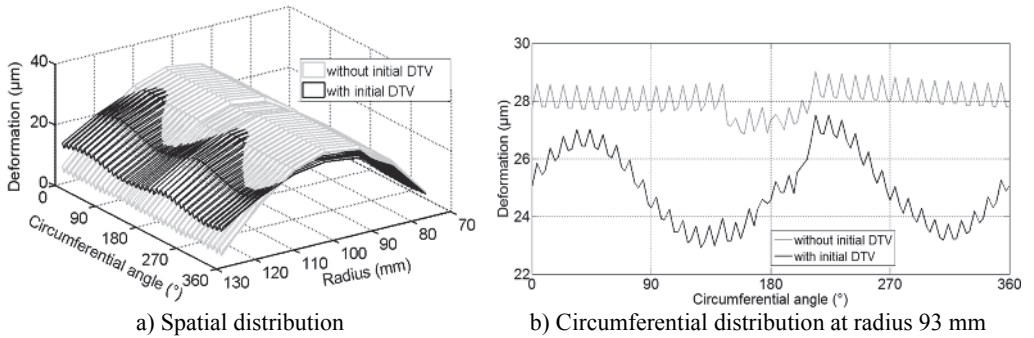 40
20
0
Deformation (μm)
0
90
180
270
360
Circumferential angle (°)
130
120
110
100
90
80
70
Radius (mm)
without initial DTV
with initial DTV
a) Spatial distribution
30
28
26
24
22
Deformation (μm)
0
90
180
270
360
Circumferential angle (°)
without initial DTV
with initial DTV
b) Circumferential distribution at radius 93 mm